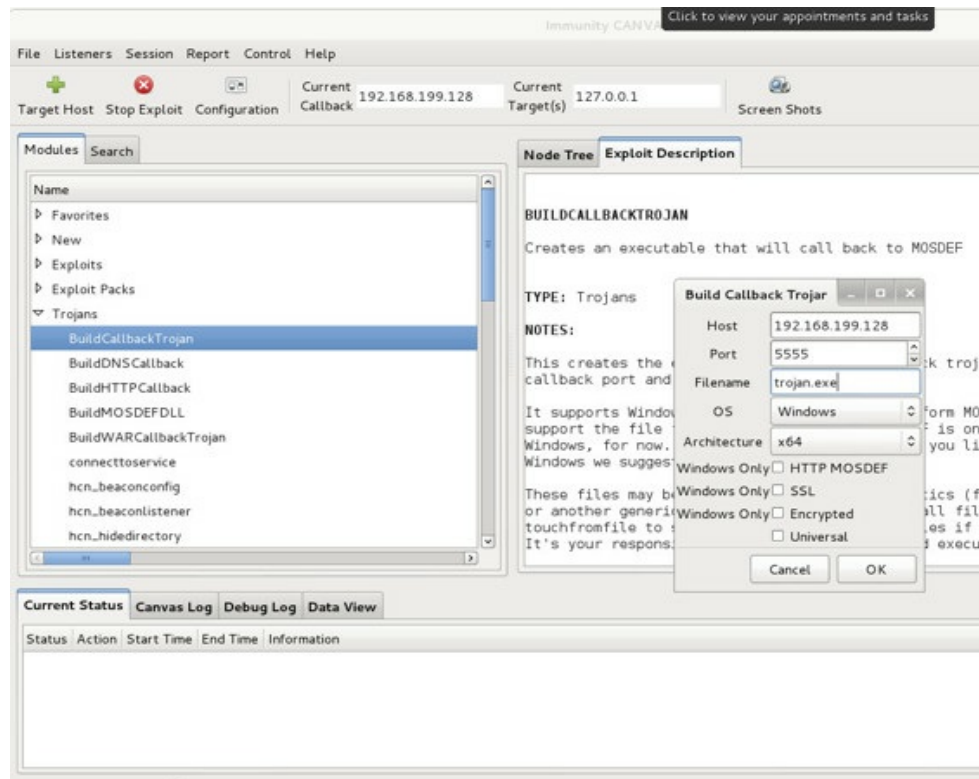 Immunity CANVA
Click to view your appointments and tasks
File Listeners Session Report Control Help
Target Host
Stop Exploit
Configuration
Current Callback
192.168.199.128
Current Target(s)
127.0.0.1
Screen Shots
Modules
Search
Name
Favorites
New
Exploits
Exploit Packs
Trojans
BuildCallbackTrojan
BuildDNSCallback
BuildHTTPCallback
BuildMOSDEFDLL
BuildWARCallbackTrojan
connecttoservice
hcn_beaconconfig
hcn_beaconlistener
hcn_hidedirectory
Node Tree
Exploit Description
BUILDCALLBACKTROJAN
Creates an executable that will call back to MOSDEF
TYPE: Trojans
NOTES:
This creates the
callback port and
It supports
support the file
Windows, for now.
Windows we
These files may
or another
touchfromfile to
It's your
Build Callback Trojar
Host
192.168.199.128
Port
5555
Filename
trojan.exe
OS
Windows
Architecture
x64
Windows Only
HTTP MOSDEF
Windows Only
SSL
Windows Only
Encrypted
Universal
Cancel
OK
Current Status
Canvas Log
Debug Log
Data View
Status Action Start Time End Time Information